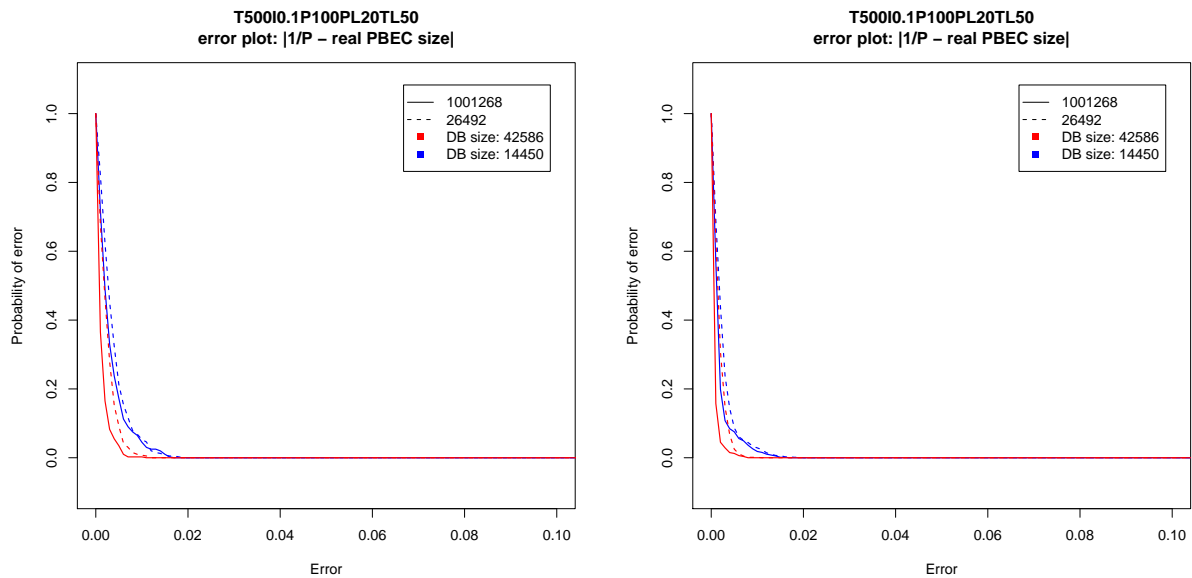 T500I0.1P100PL20TL50
error plot: |1/P − real PBEC size|
1001268
26492
DB size: 42586
DB size: 14450
Probability of error
1.0
0.8
0.6
0.4
0.2
0.0
0.00 0.02 0.04 0.06 0.08 0.10
Error
T500I0.1P100PL20TL50
error plot: |1/P − real PBEC size|
1001268
26492
DB size: 42586
DB size: 14450
Probability of error
1.0
0.8
0.6
0.4
0.2
0.0
0.00 0.02 0.04 0.06 0.08 0.10
Error